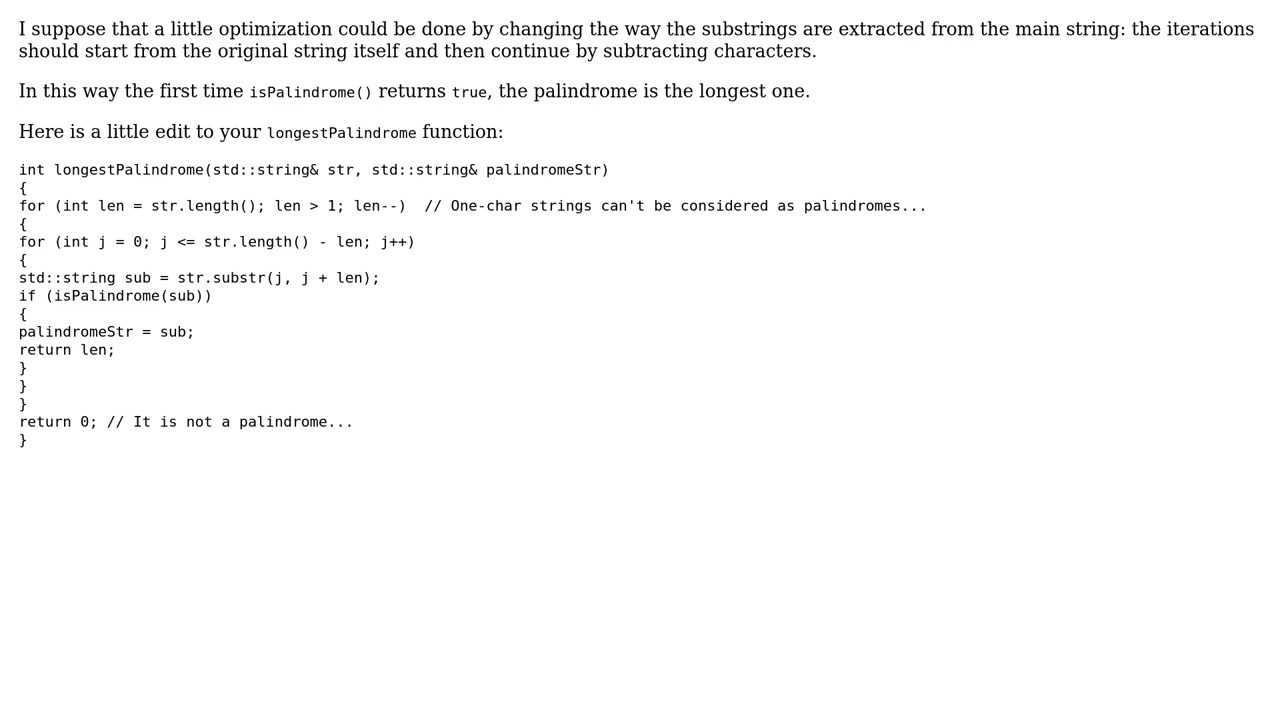 I suppose that a little optimization could be done by changing the way the substrings are extracted from the main string: the iterations
should start from the original string itself and then continue by subtracting characters.
In this way the first time isPalindrome() returns true, the palindrome is the longest one.
Here is a little edit to your longestPalindrome function:
int longestPalindrome(std::string& str, std::string& palindromeStr)
{
for (int len = str.length(); len > 1; len--)  // One-char strings can't be considered as palindromes...
{
for (int j = 0; j <= str.length() - len; j++)
{
std::string sub = str.substr(j, j + len);
if (isPalindrome(sub))
{
palindromeStr = sub;
return len;
}
}
}
return 0; // It is not a palindrome...
}